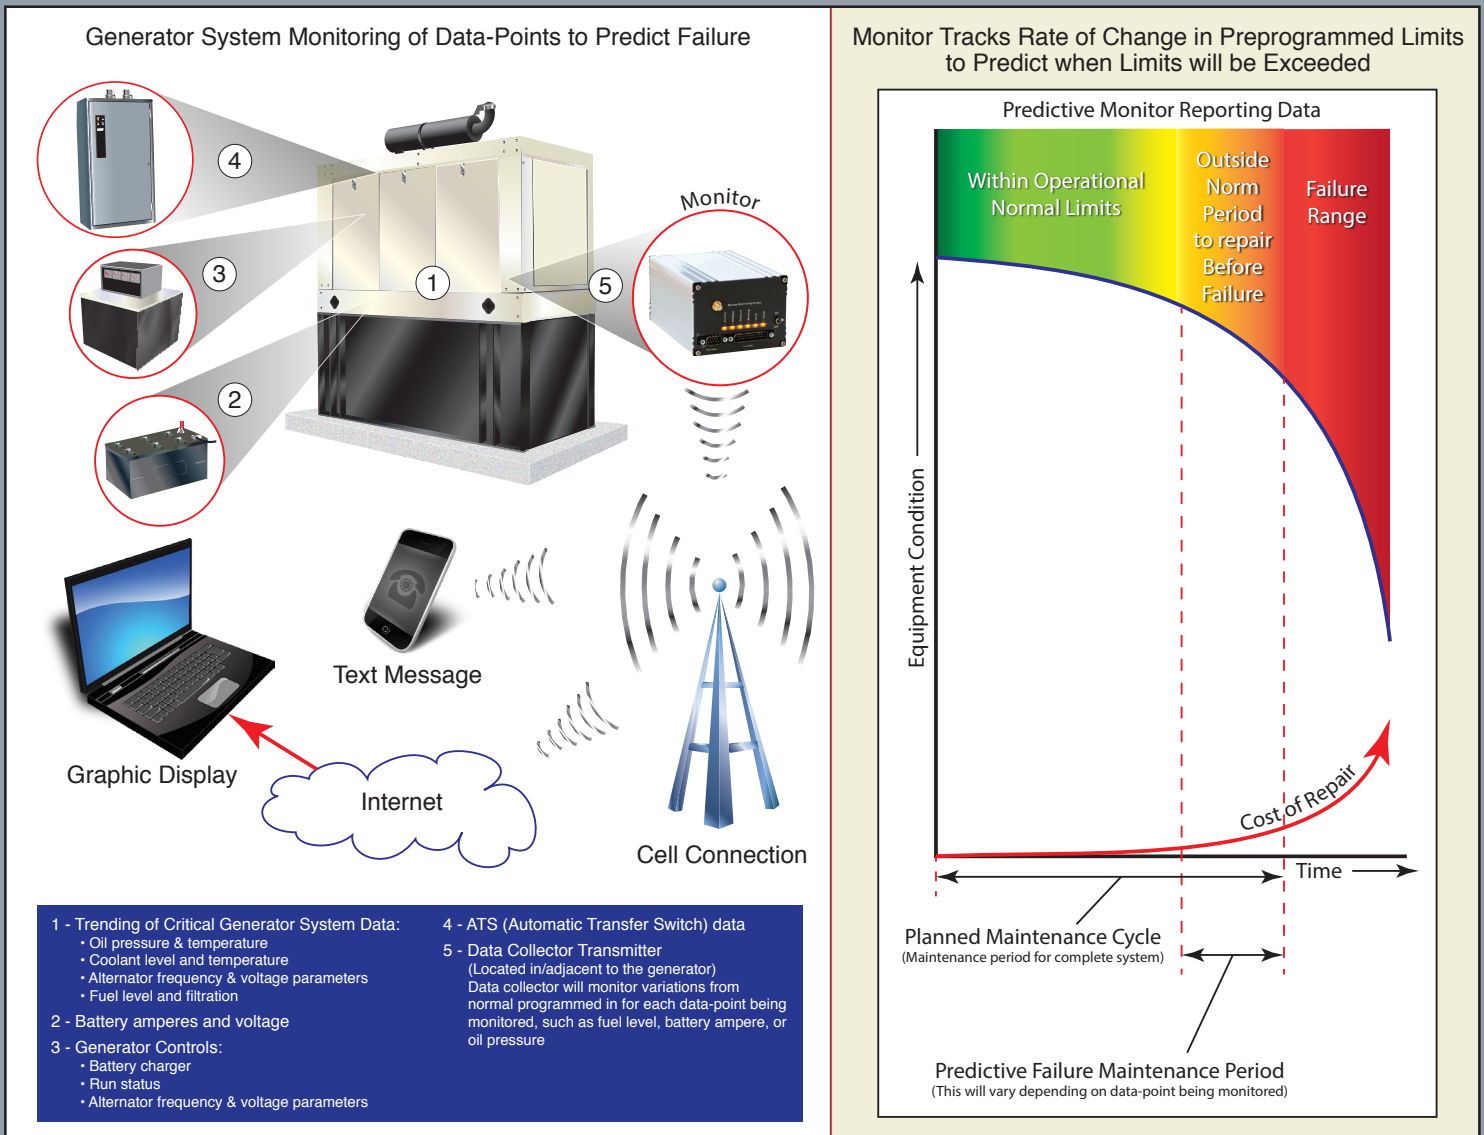 Generator System Monitoring of Data-Points to Predict Failure
4
3
2
1
5
Monitor
Text Message
Graphic Display
Internet
Cell Connection
1 - Trending of Critical Generator System Data:
• Oil pressure & temperature
• Coolant level and temperature
• Alternator frequency & voltage parameters
• Fuel level and filtration
2 - Battery amperes and voltage
3 - Generator Controls:
• Battery charger
• Run status
• Alternator frequency & voltage parameters
4 - ATS (Automatic Transfer Switch) data
5 - Data Collector Transmitter
(Located in/adjacent to the generator)
Data collector will monitor variations from
normal programmed in for each data-point being
monitored, such as fuel level, battery ampere, or
oil pressure
Monitor Tracks Rate of Change in Preprogrammed Limits
to Predict when Limits will be Exceeded
Predictive Monitor Reporting Data
Within Operational
Normal Limits
Outside
Norm
Period
to repair
Before
Failure
Failure
Range
Equipment Condition
Cost of Repair
Time
Planned Maintenance Cycle
(Maintenance period for complete system)
Predictive Failure Maintenance Period
(This will vary depending on data-point being monitored)